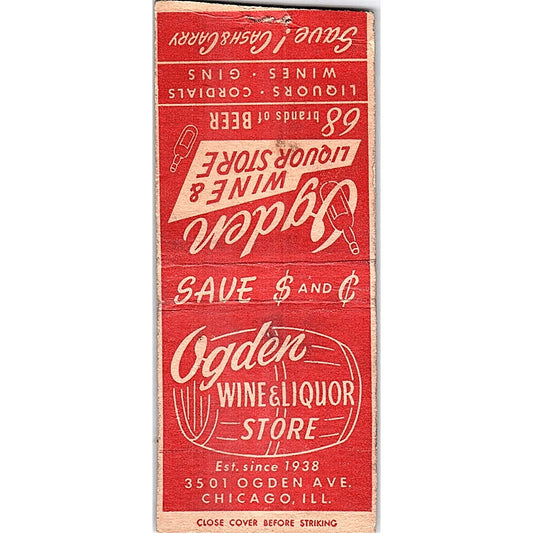 Save! CASH & CARRY
WINES · GINS
LIQUORS · CORDIALS
68 brands of BEER
Ogden
WINE &
LIQUOR STORE
SAVE $ AND ¢
Ogden
WINE & LIQUOR
STORE
Est. since 1938
3501 OGDEN AVE.
CHICAGO, ILL.
CLOSE COVER BEFORE STRIKING